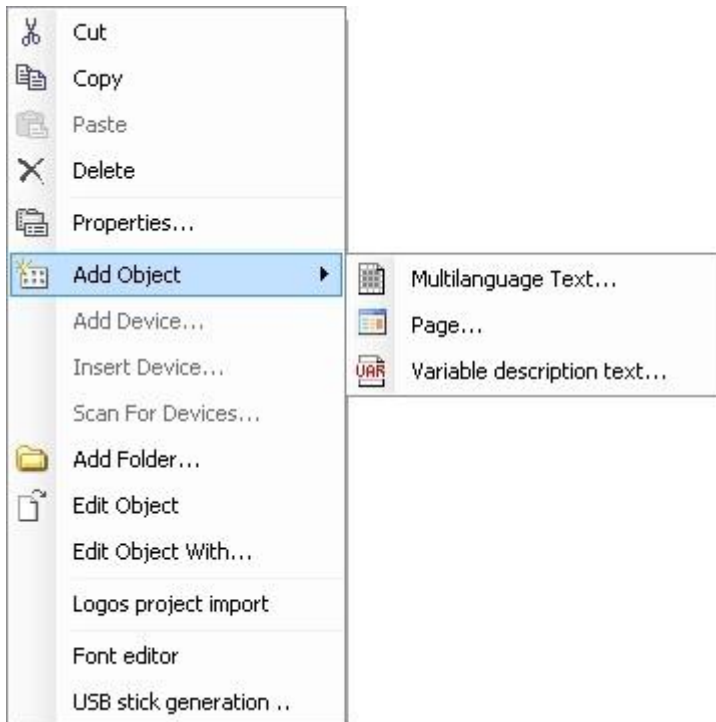 Cut
Copy
Paste
Delete
Properties...
Add Object
Multilanguage Text...
Page...
VAR
Variable description text...
Add Device...
Insert Device...
Scan For Devices...
Add Folder...
Edit Object
Edit Object With...
Logos project import
Font editor
USB stick generation ..